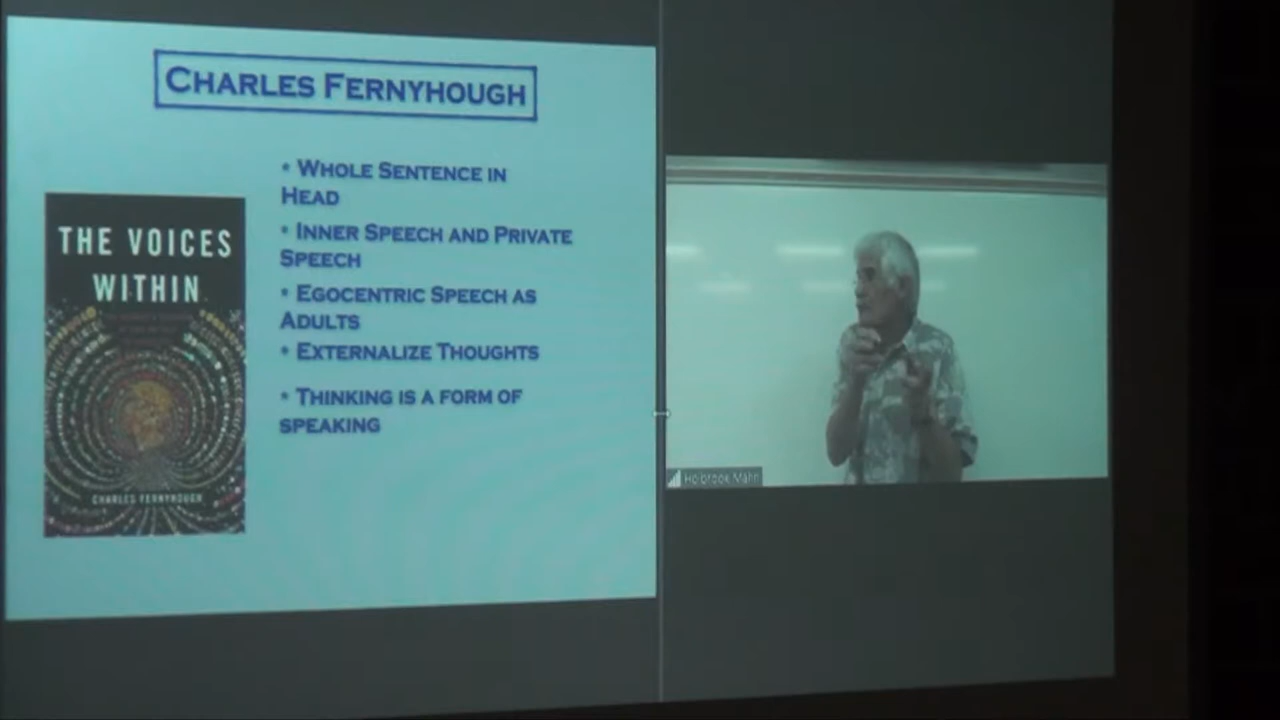 CHARLES FERNYHOUGH
• WHOLE SENTENCE IN
HEAD
• INNER SPEECH AND PRIVATE
SPEECH
• EGOCENTRIC SPEECH AS
ADULTS
• EXTERNALIZE THOUGHTS
• THINKING IS A FORM OF
SPEAKING
THE VOICES
WITHIN
CHARLES FERNYHOUGH
Holbrook Mahn